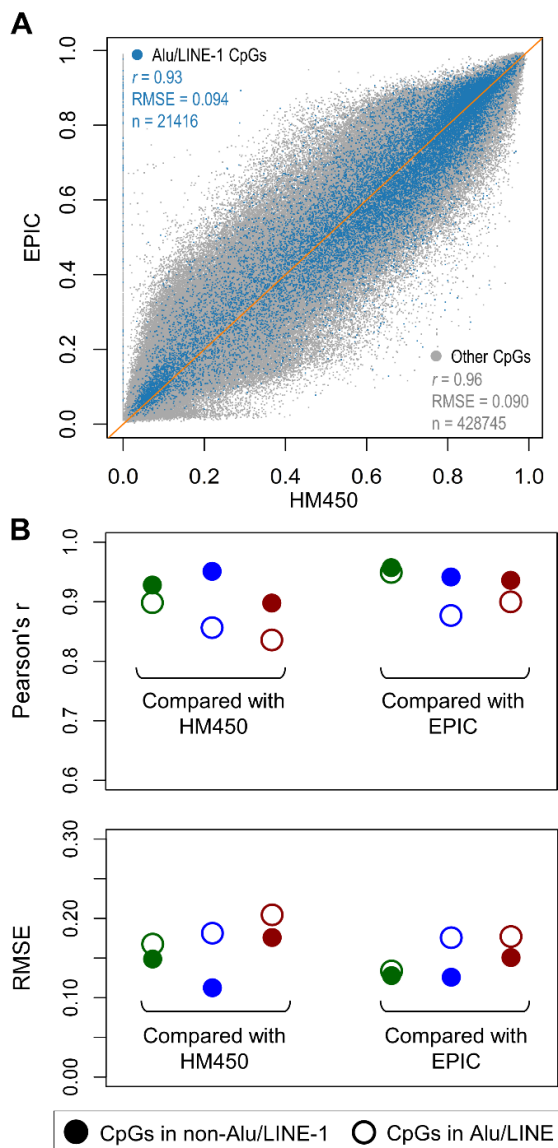 A
Alu/LINE-1 CpGs
r = 0.93
RMSE = 0.094
n = 21416
1.0
0.8
0.6
0.4
0.2
0.0
EPIC
Other CpGs
r = 0.96
RMSE = 0.090
n = 428745
0.0 0.2 0.4 0.6 0.8 1.0
HM450
B
1.0
0.9
0.8
0.7
0.6
Pearson's r
Compared with
HM450
Compared with
EPIC
0.30
0.20
0.10
0.00
RMSE
Compared with
HM450
Compared with
EPIC
CpGs in non-Alu/LINE-1 CpGs in Alu/LINE